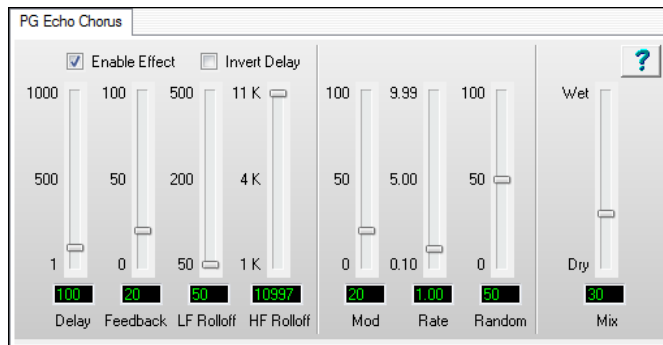 PG Echo Chorus
Enable Effect Invert Delay ?
1000 100 500 11 K 100 9.99 100 Wet
500 50 200 4 K 50 5.00 50
1 0 50 1 K 0 0.10 0 Dry
100 20 50 10997 20 1.00 50 30
Delay Feedback LF Rolloff HF Rolloff Mod Rate Random Mix